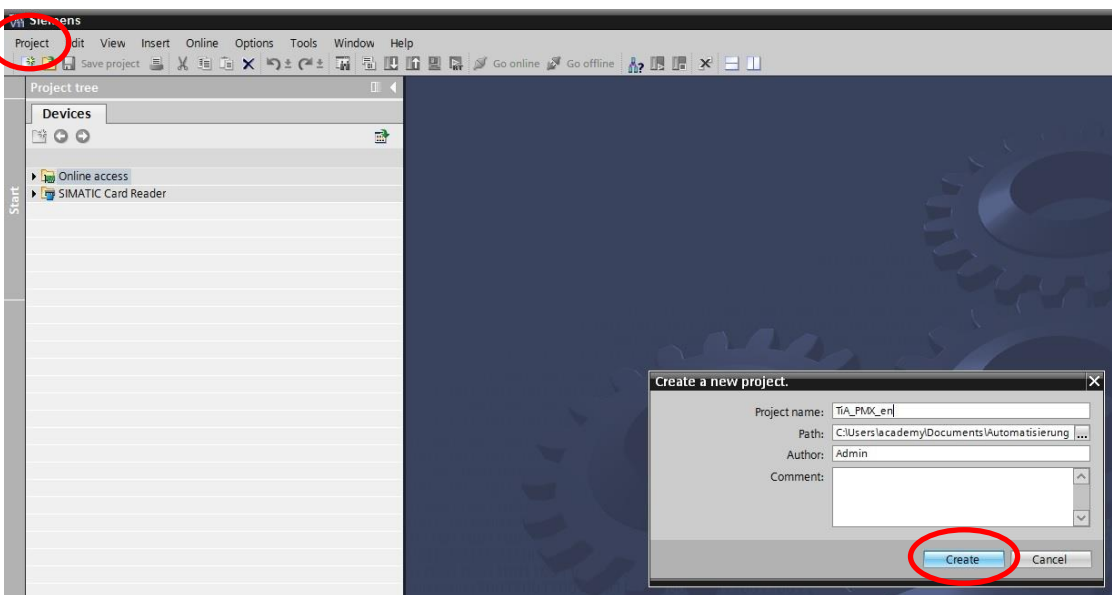 Siemens
Project Edit View Insert Online Options Tools Window Help
Save project Go online Go offline
Project tree
Devices
Online access
SIMATIC Card Reader
Start
Create a new project.
Project name: TiA_PMX_en
Path: C:\Users\academy\Documents\Automatisierung ...
Author: Admin
Comment:
Create Cancel